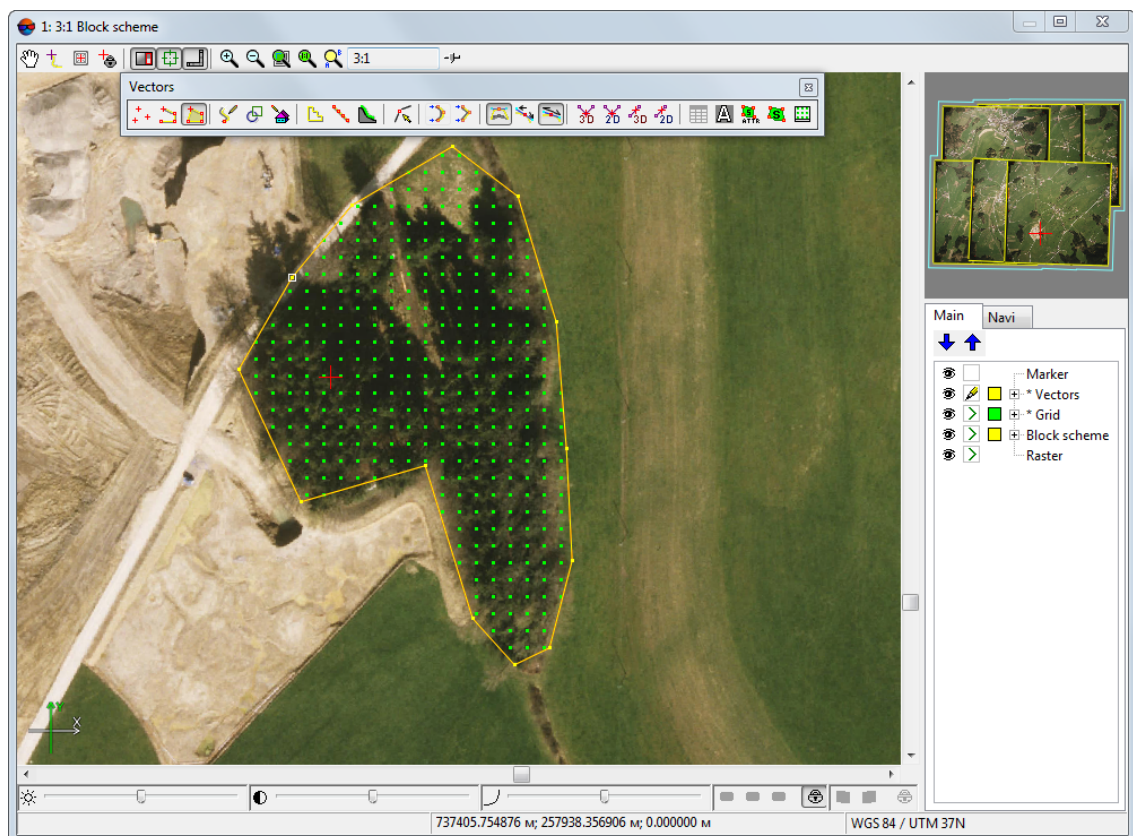 1: 3:1 Block scheme
3:1
Vectors
3D 2D 3D 2D A S ATTR S
Main Navi
Marker
* Vectors
* Grid
Block scheme
Raster
Y
X
737405.754876 м; 257938.356906 м; 0.000000 м
WGS 84 / UTM 37N